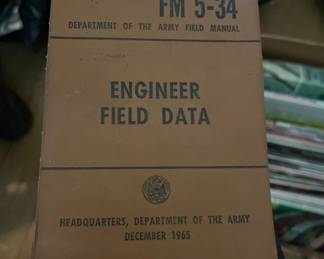 FM 5-34
DEPARTMENT OF THE ARMY FIELD MANUAL
ENGINEER
FIELD DATA
HEADQUARTERS, DEPARTMENT OF THE ARMY
DECEMBER 1965